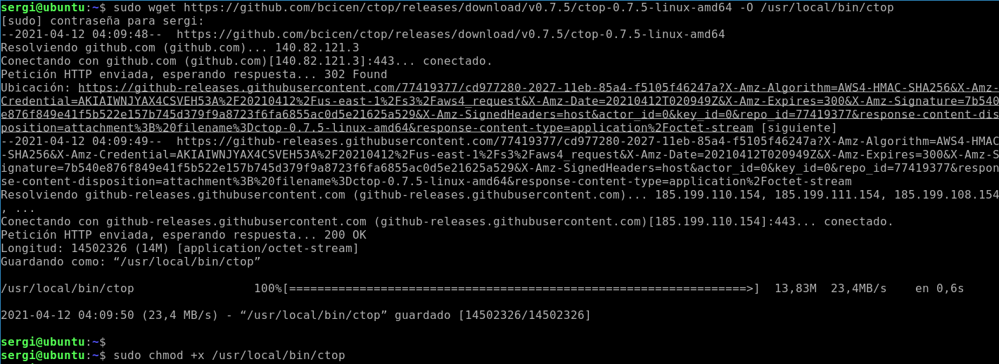 sergi@ubuntu:~$ sudo wget https://github.com/bcicen/ctop/releases/download/v0.7.5/ctop-0.7.5-linux-amd64 -O /usr/local/bin/ctop
[sudo] contraseña para sergi:
--2021-04-12 04:09:48--  https://github.com/bcicen/ctop/releases/download/v0.7.5/ctop-0.7.5-linux-amd64
Resolviendo github.com (github.com)... 140.82.121.3
Conectando con github.com (github.com)[140.82.121.3]:443... conectado.
Petición HTTP enviada, esperando respuesta... 302 Found
Ubicación: https://github-releases.githubusercontent.com/77419377/cd977280-2027-11eb-85a4-f5105f46247a?X-Amz-Algorithm=AWS4-HMAC-SHA256&X-Amz-
Credential=AKIAIWNJYAX4CSVEH53A%2F20210412%2Fus-east-1%2Fs3%2Faws4_request&X-Amz-Date=20210412T020949Z&X-Amz-Expires=300&X-Amz-Signature=7b540
e876f849e41f5b522e157b745d379f9a8723f6fa6855ac0d5e21625a529&X-Amz-SignedHeaders=host&actor_id=0&key_id=0&repo_id=77419377&response-content-dis
position=attachment%3B%20filename%3Dctop-0.7.5-linux-amd64&response-content-type=application%2Foctet-stream [siguiente]
--2021-04-12 04:09:49--  https://github-releases.githubusercontent.com/77419377/cd977280-2027-11eb-85a4-f5105f46247a?X-Amz-Algorithm=AWS4-HMAC
-SHA256&X-Amz-Credential=AKIAIWNJYAX4CSVEH53A%2F20210412%2Fus-east-1%2Fs3%2Faws4_request&X-Amz-Date=20210412T020949Z&X-Amz-Expires=300&X-Amz-S
ignature=7b540e876f849e41f5b522e157b745d379f9a8723f6fa6855ac0d5e21625a529&X-Amz-SignedHeaders=host&actor_id=0&key_id=0&repo_id=77419377&respon
se-content-disposition=attachment%3B%20filename%3Dctop-0.7.5-linux-amd64&response-content-type=application%2Foctet-stream
Resolviendo github-releases.githubusercontent.com (github-releases.githubusercontent.com)... 185.199.110.154, 185.199.111.154, 185.199.108.154
, ...
Conectando con github-releases.githubusercontent.com (github-releases.githubusercontent.com)[185.199.110.154]:443... conectado.
Petición HTTP enviada, esperando respuesta... 200 OK
Longitud: 14502326 (14M) [application/octet-stream]
Guardando como: “/usr/local/bin/ctop”
/usr/local/bin/ctop                 100%[=================================================================>]  13,83M  23,4MB/s    en 0,6s
2021-04-12 04:09:50 (23,4 MB/s) - “/usr/local/bin/ctop” guardado [14502326/14502326]
sergi@ubuntu:~$
sergi@ubuntu:~$ sudo chmod +x /usr/local/bin/ctop